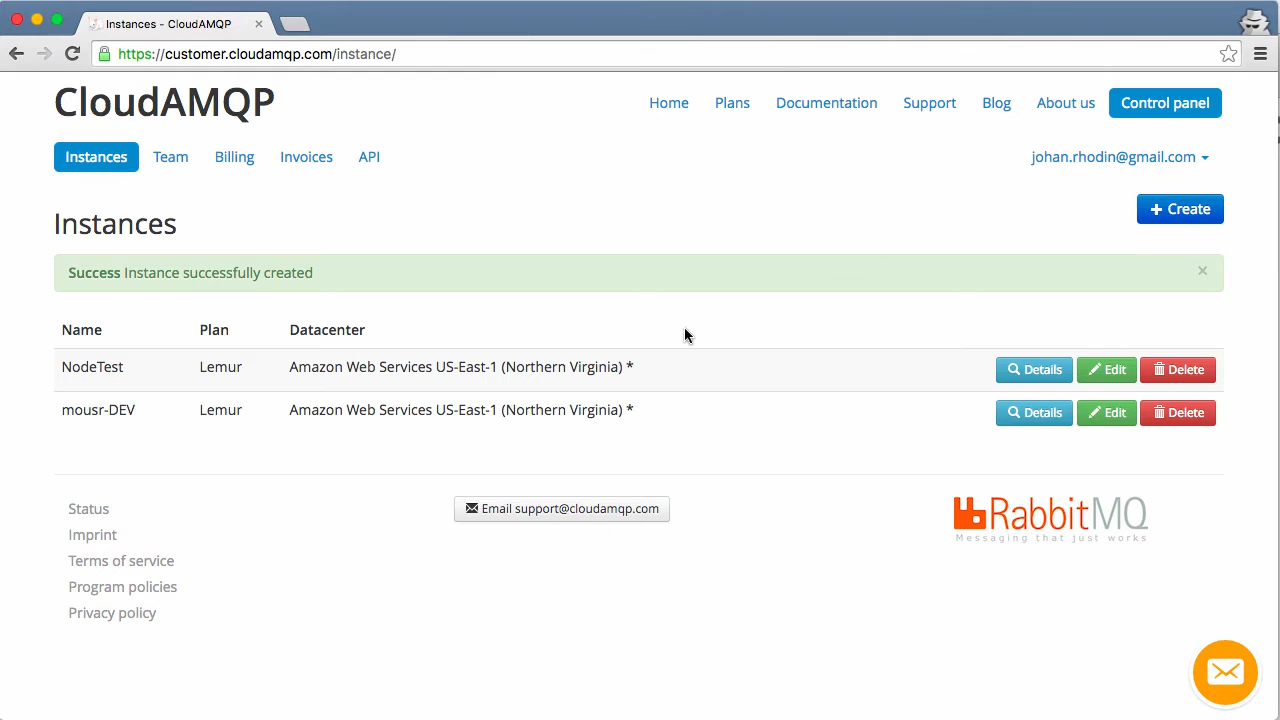 Instances - CloudAMQP
https://customer.cloudamqp.com/instance/
CloudAMQP
Home Plans Documentation Support Blog About us Control panel
Instances Team Billing Invoices API johan.rhodin@gmail.com
Instances
+ Create
Success Instance successfully created ×
Name Plan Datacenter
NodeTest Lemur Amazon Web Services US-East-1 (Northern Virginia) * Details Edit Delete
mousr-DEV Lemur Amazon Web Services US-East-1 (Northern Virginia) * Details Edit Delete
Status
Imprint
Terms of service
Program policies
Privacy policy
Email support@cloudamqp.com
RabbitMQ
Messaging that just works